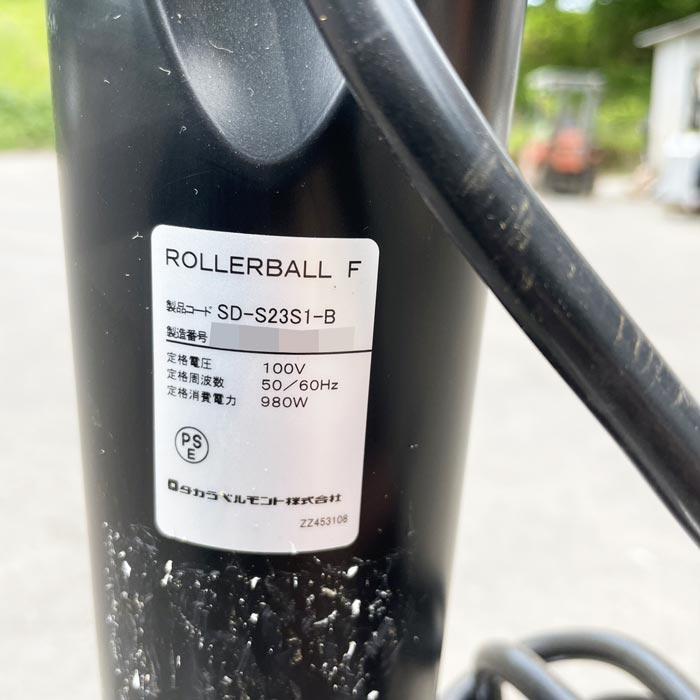 ROLLERBALL F
製品コード SD-S23S1-B
製造番号
定格電圧 100V
定格周波数 50/60Hz
定格消費電力 980W
PS
E
タカラベルモント株式会社
ZZ453108